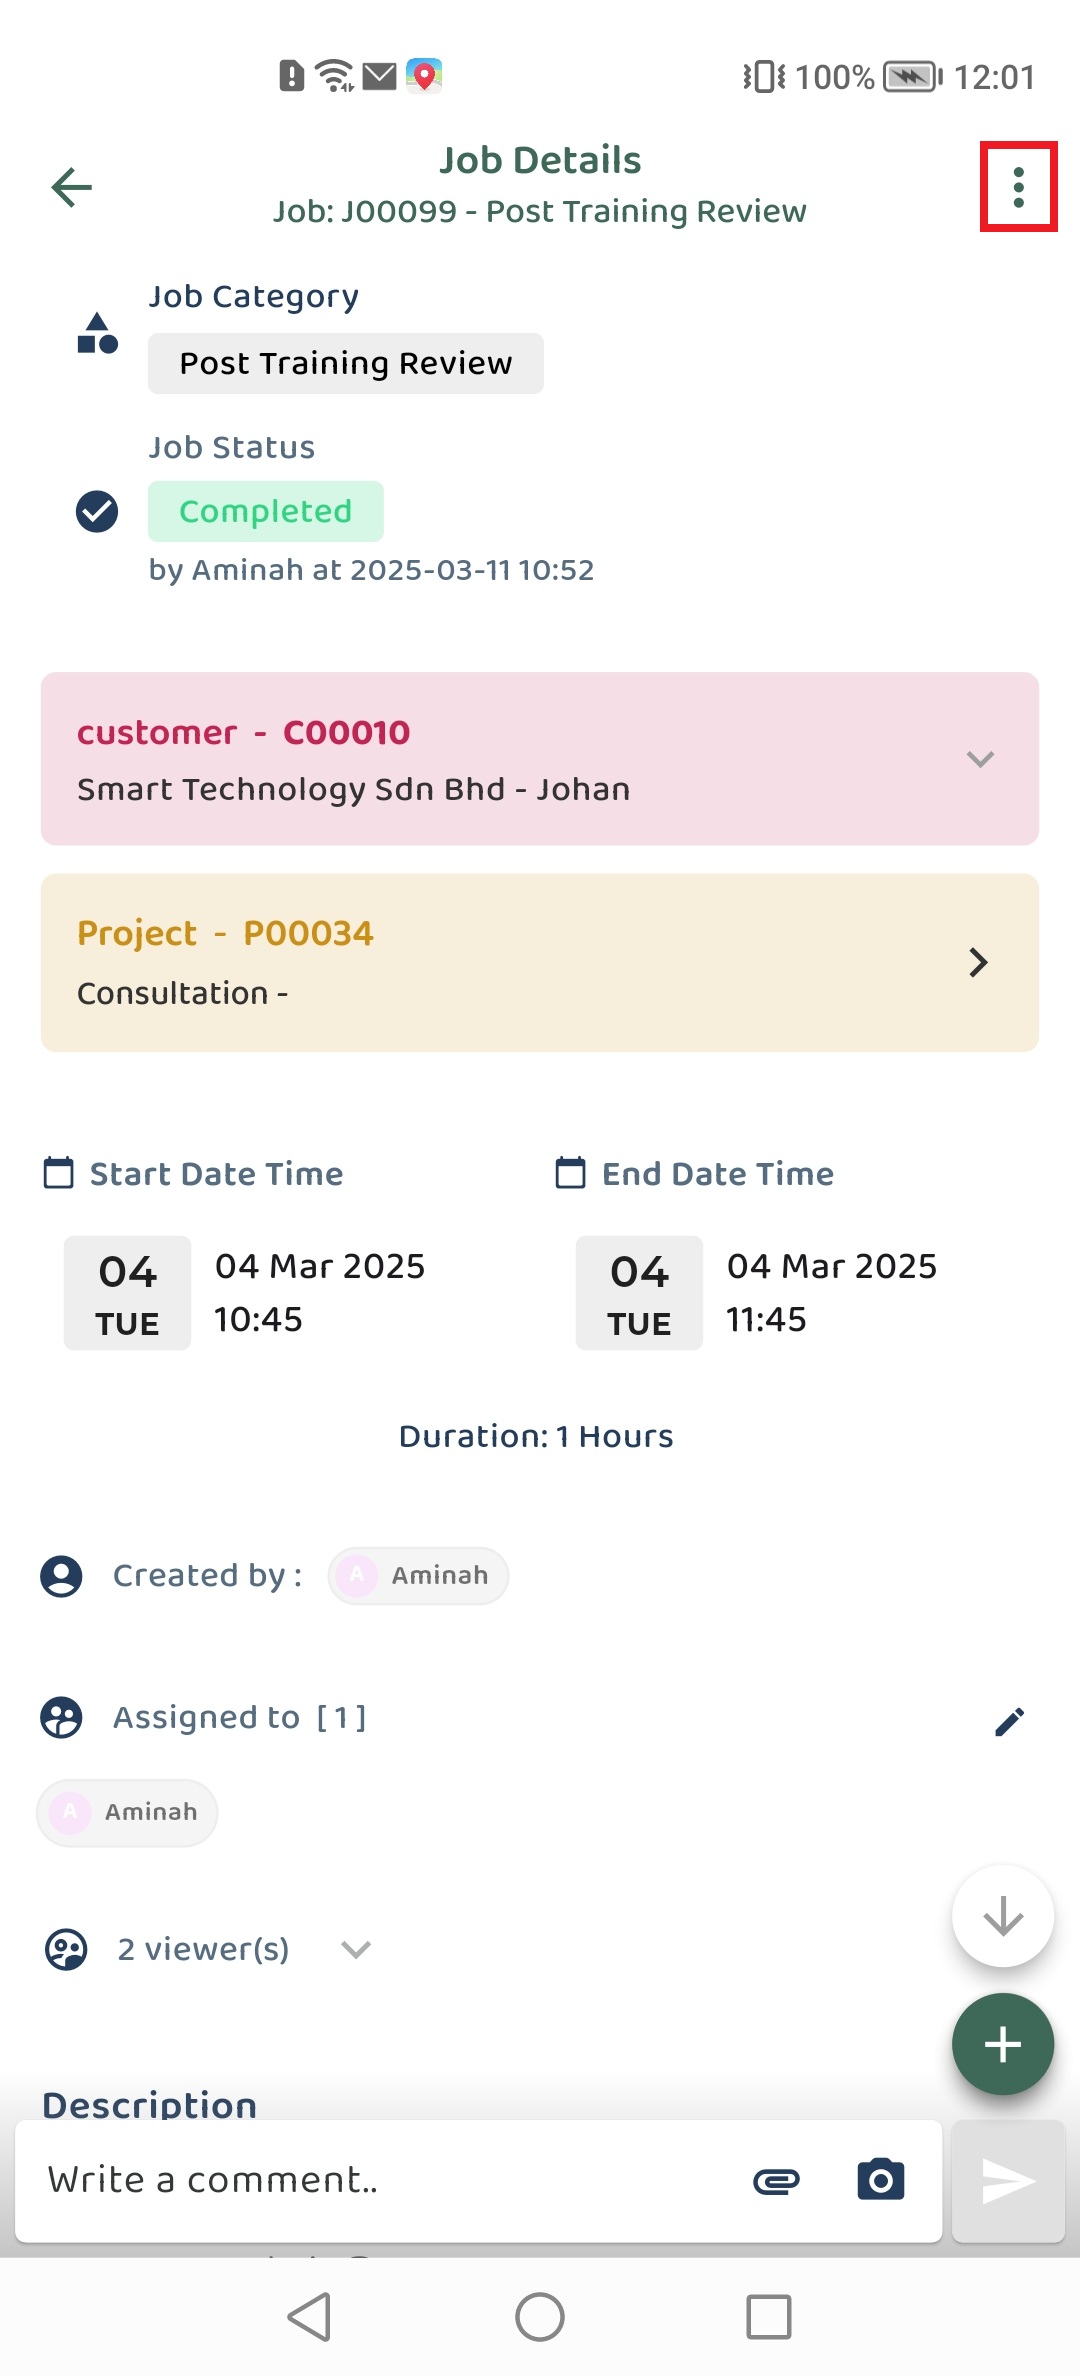 100% 12:01
Job Details
Job: J00099 - Post Training Review
Job Category
Post Training Review
Job Status
Completed
by Aminah at 2025-03-11 10:52
customer - C00010
Smart Technology Sdn Bhd - Johan
Project - P00034
Consultation -
Start Date Time
End Date Time
04
TUE
04 Mar 2025
10:45
04
TUE
04 Mar 2025
11:45
Duration: 1 Hours
Created by :
A Aminah
Assigned to [ 1 ]
A Aminah
2 viewer(s)
Description
Write a comment..